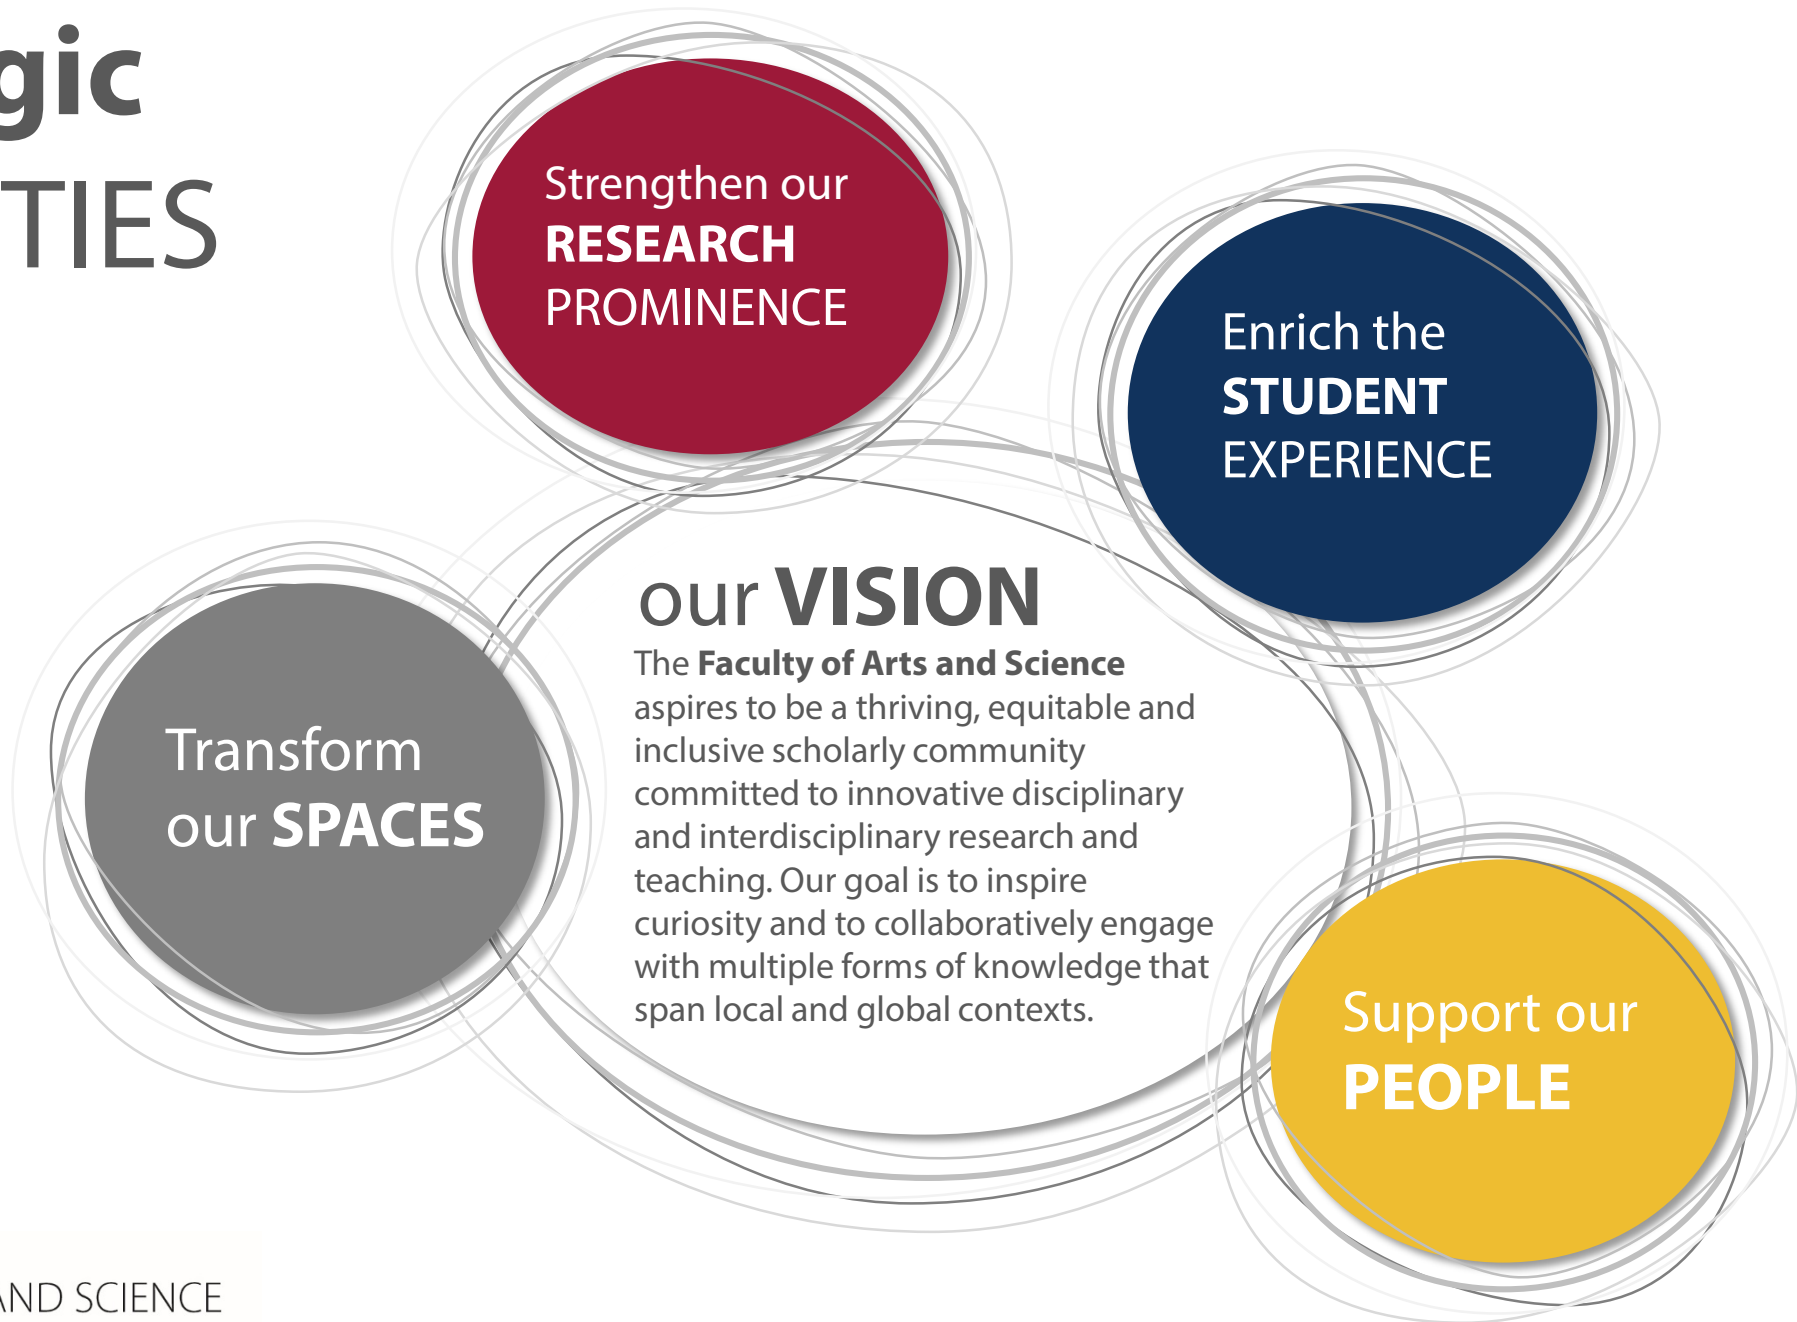 gic
TIES
Strengthen our
RESEARCH
PROMINENCE
Enrich the
STUDENT
EXPERIENCE
our VISION
The Faculty of Arts and Science
aspires to be a thriving, equitable and
inclusive scholarly community
committed to innovative disciplinary
and interdisciplinary research and
teaching. Our goal is to inspire
curiosity and to collaboratively engage
with multiple forms of knowledge that
span local and global contexts.
Transform
our SPACES
Support our
PEOPLE
AND SCIENCE